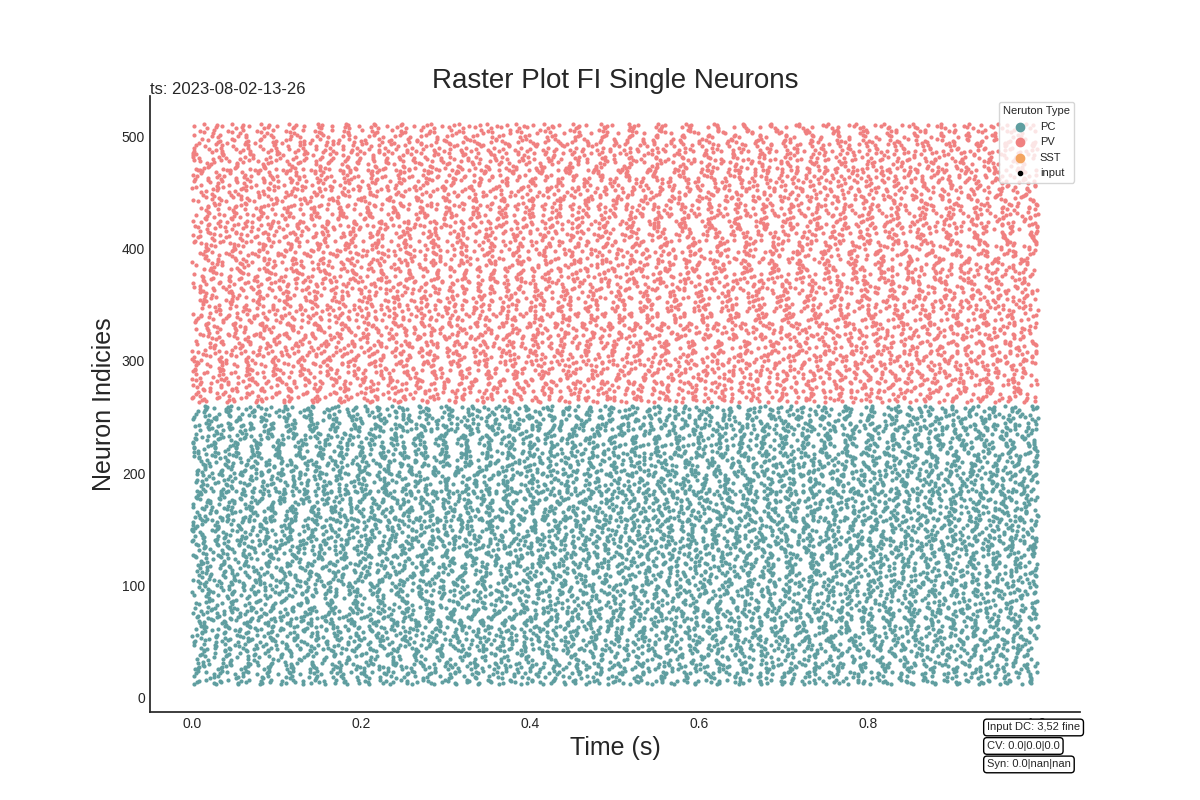 Raster Plot FI Single Neurons
ts: 2023-08-02-13-26
Neruton Type
PC
PV
SST
input
Neuron Indicies
500
400
300
200
100
0
0.0
0.2
0.4
0.6
0.8
Time (s)
Input DC: 3,52 fine
CV: 0.0|0.0|0.0
Syn: 0.0|nan|nan